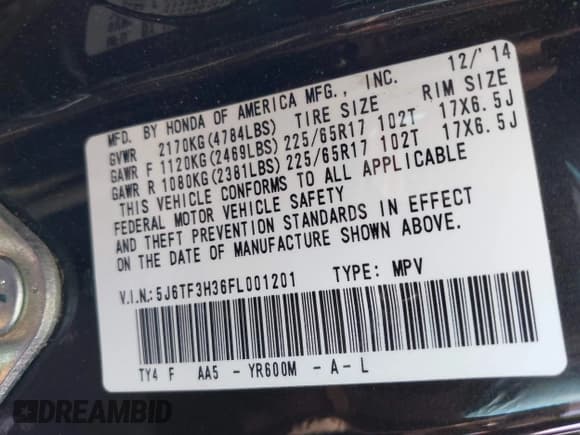 MFD. BY HONDA OF AMERICA MFG., INC. 12/'14
GVWR 2170KG(4784LBS) TIRE SIZE RIM SIZE
GAWR F 1120KG(2469LBS) 225/65R17 102T 17X6.5J
GAWR R 1080KG(2381LBS) 225/65R17 102T 17X6.5J
THIS VEHICLE CONFORMS TO ALL APPLICABLE
FEDERAL MOTOR VEHICLE SAFETY
AND THEFT PREVENTION STANDARDS IN EFFECT
ON THE DATE OF MANUFACTURE SHOWN ABOVE.
V.I.N.:5J6TF3H36FL001201 TYPE: MPV
TY4 F AA5 - YR600M - A - L
DREAMBID